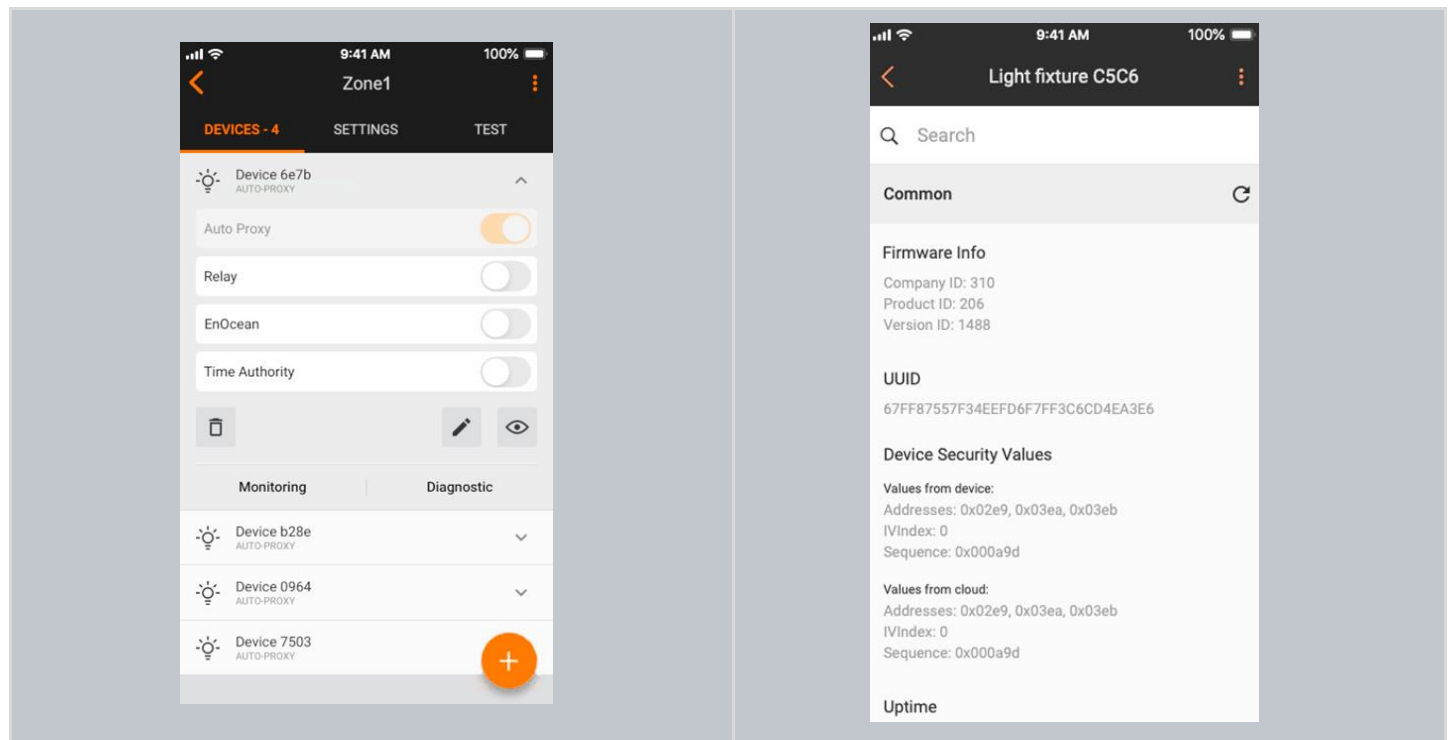 9:41 AM 100%
Zone1
DEVICES - 4 SETTINGS TEST
Device 6e7b
AUTO-PROXY
Auto Proxy
Relay
EnOcean
Time Authority
Monitoring Diagnostic
Device b28e
AUTO-PROXY
Device 0964
AUTO-PROXY
Device 7503
AUTO-PROXY
9:41 AM 100%
Light fixture C5C6
Search
Common
Firmware Info
Company ID: 310
Product ID: 206
Version ID: 1488
UUID
67FF87557F34EEFD6F7FF3C6CD4EA3E6
Device Security Values
Values from device:
Addresses: 0x02e9, 0x03ea, 0x03eb
IVIndex: 0
Sequence: 0x000a9d
Values from cloud:
Addresses: 0x02e9, 0x03ea, 0x03eb
IVIndex: 0
Sequence: 0x000a9d
Uptime